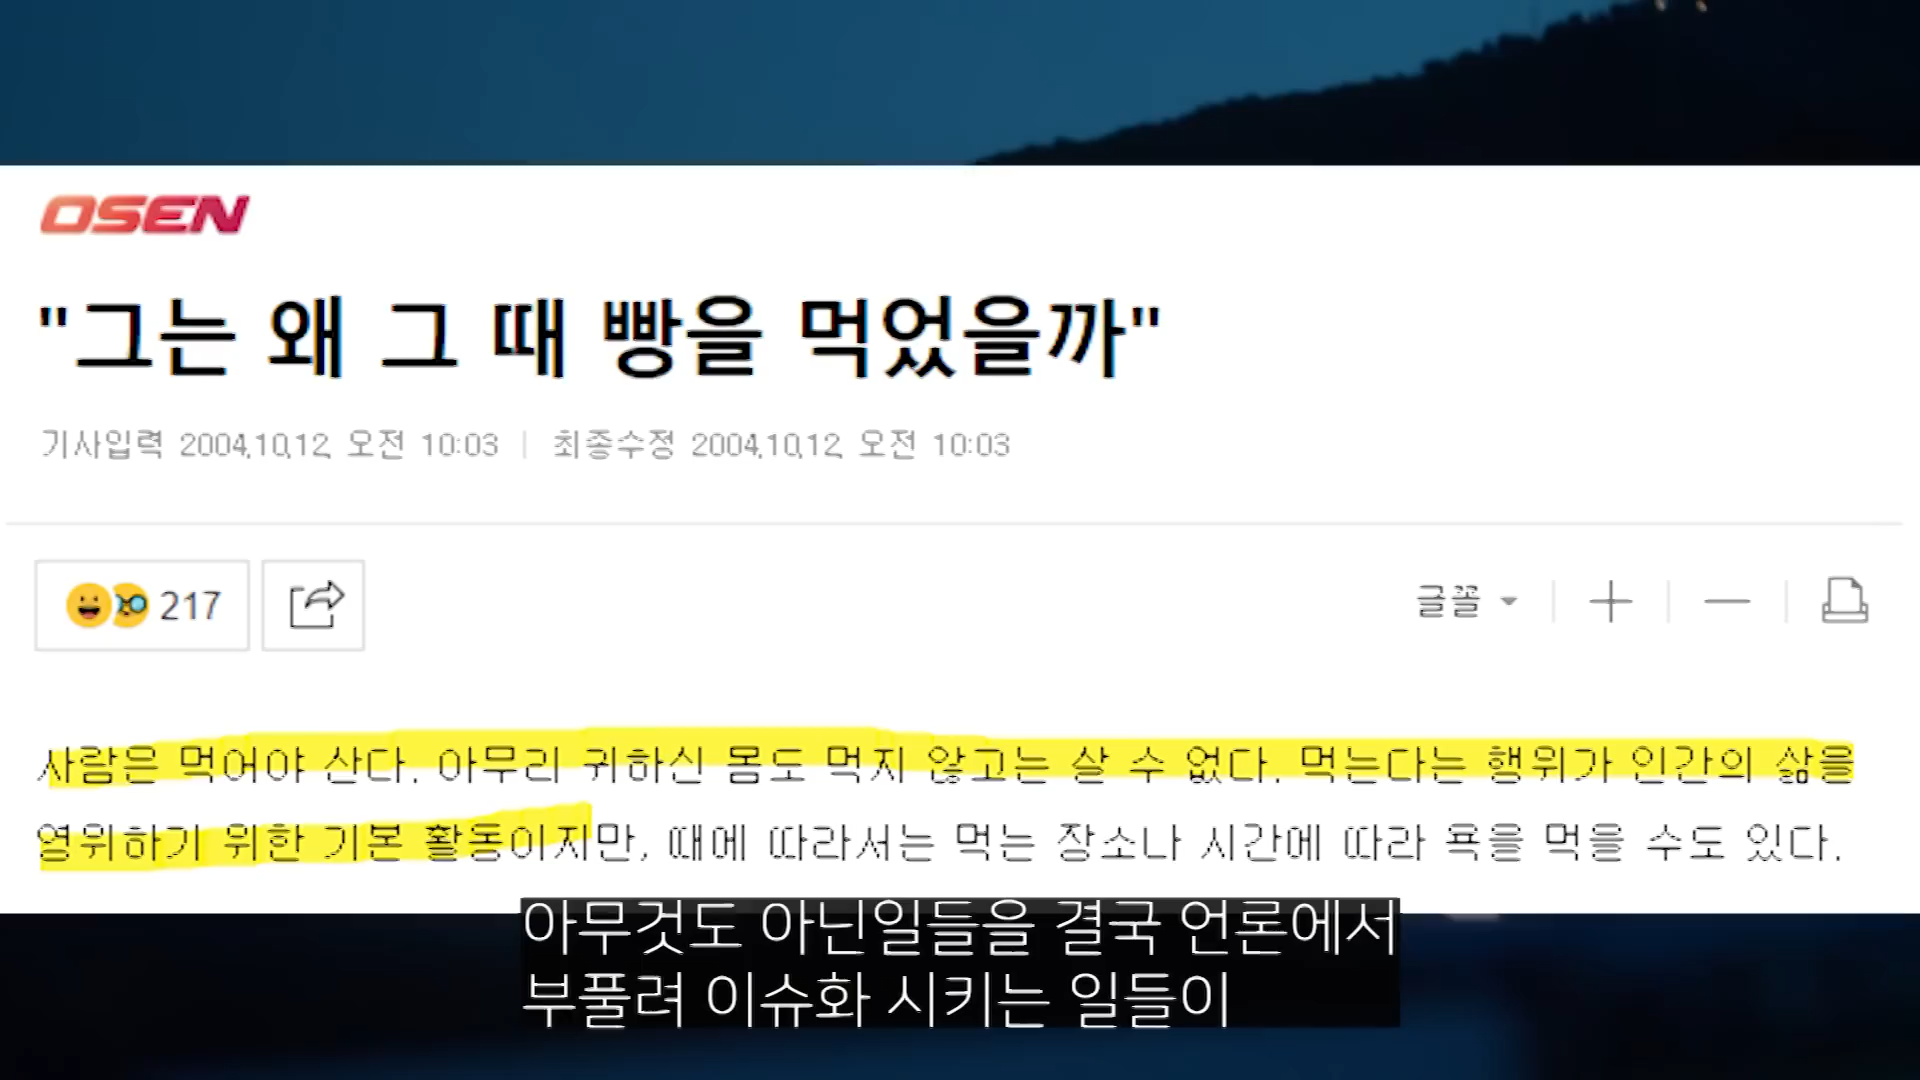 OSEN
"그는 왜 그 때 빵을 먹었을까"
기사입력 2004.10.12. 오전 10:03 | 최종수정 2004.10.12. 오전 10:03
217
글꼴
사람은 먹어야 산다. 아무리 귀하신 몸도 먹지 않고는 살 수 없다. 먹는다는 행위가 인간의 삶을
영위하기 위한 기본 활동이지만, 때에 따라서는 먹는 장소나 시간에 따라 욕을 먹을 수도 있다.
아무것도 아닌일들을 결국 언론에서
부풀려 이슈화 시키는 일들이